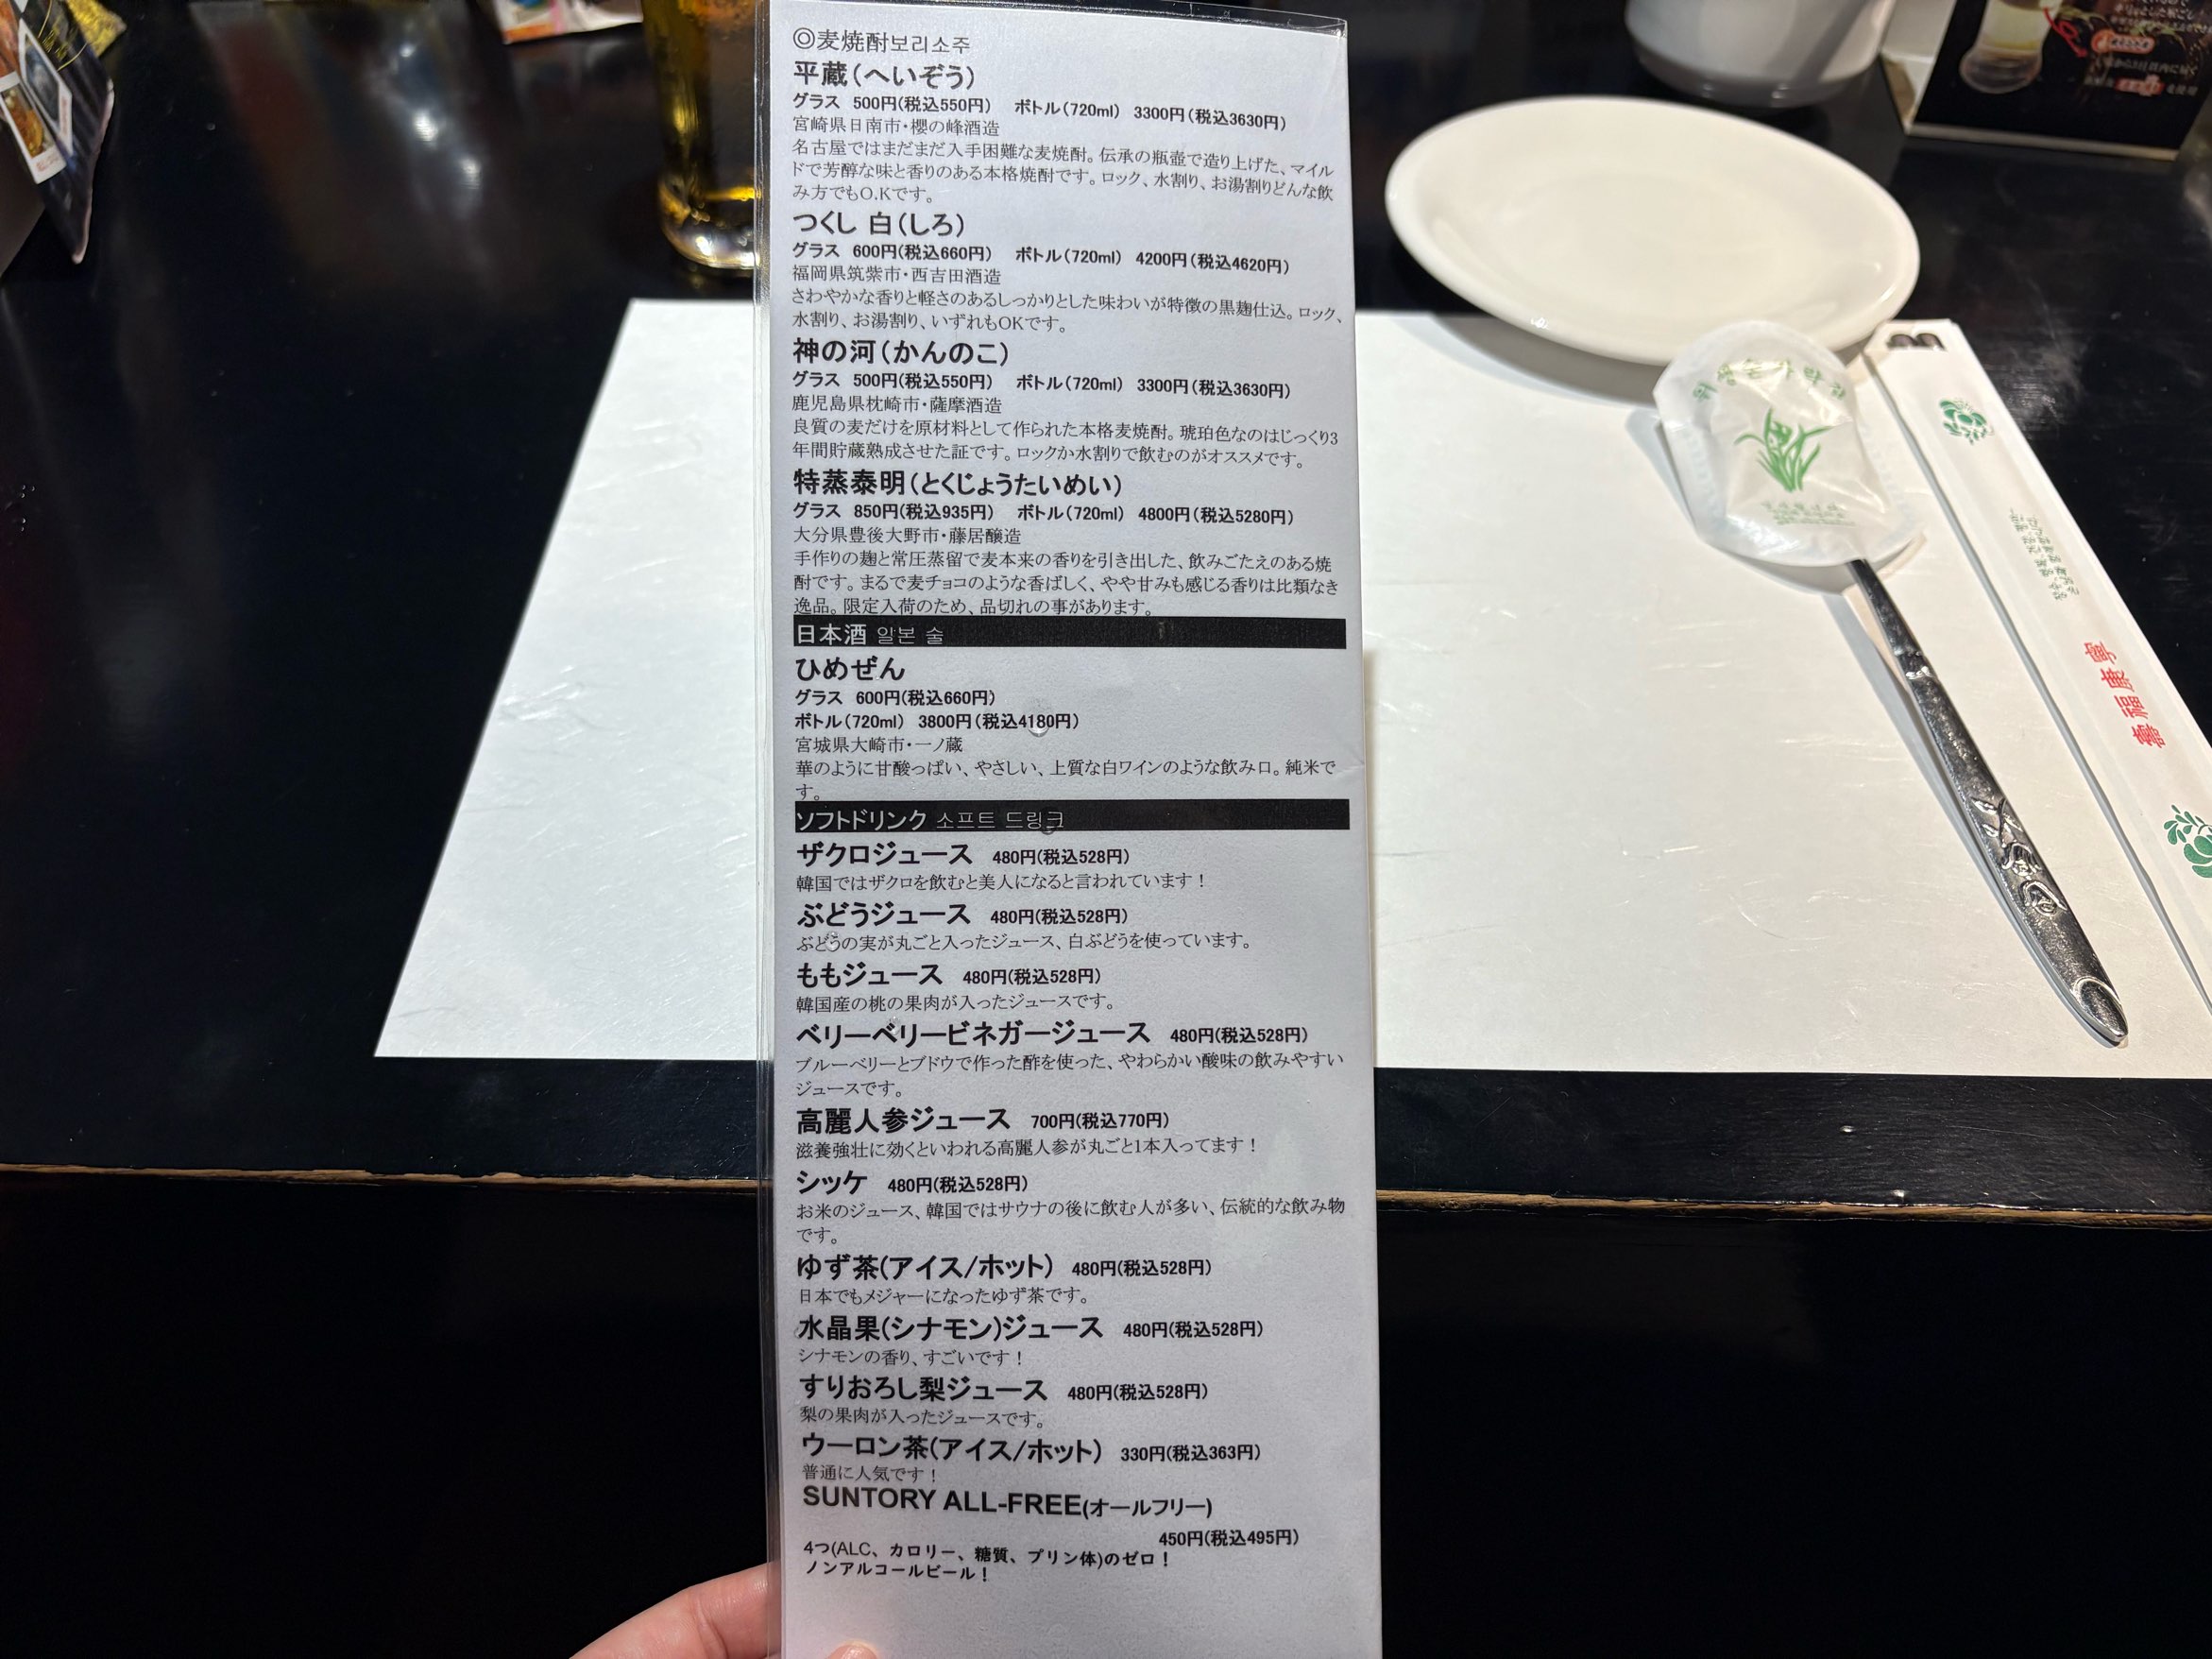 ◎麦焼酎보리소주
平蔵(へいぞう)
グラス 500円(税込550円) ボトル(720ml) 3300円(税込3630円)
宮崎県日南市・櫻の峰酒造
名古屋ではまだまだ入手困難な麦焼酎。伝承の瓶壷で造り上げた、マイル
ドで芳醇な味と香りのある本格焼酎です。ロック、水割り、お湯割りどんな飲
み方でもO.Kです。
つくし 白(しろ)
グラス 600円(税込660円) ボトル(720ml) 4200円(税込4620円)
福岡県筑紫市・西吉田酒造
さわやかな香りと軽さのあるしっかりとした味わいが特徴の黒麹仕込。ロック、
水割り、お湯割り、いずれもOKです。
神の河(かんのこ)
グラス 500円(税込550円) ボトル(720ml) 3300円(税込3630円)
鹿児島県枕崎市・薩摩酒造
良質の麦だけを原材料として作られた本格麦焼酎。琥珀色なのはじっくり3
年間貯蔵熟成させた証です。ロックか水割りで飲むのがオススメです。
特蒸泰明(とくじょうたいめい)
グラス 850円(税込935円) ボトル(720ml) 4800円(税込5280円)
大分県豊後大野市・藤居醸造
手作りの麹と常圧蒸留で麦本来の香りを引き出した、飲みごたえのある焼
酎です。まるで麦チョコのような香ばしく、やや甘みも感じる香りは比類なき
逸品。限定入荷のため、品切れの事があります。
日本酒 알본 술
ひめぜん
グラス 600円(税込660円)
ボトル(720ml) 3800円(税込4180円)
宮城県大崎市・一ノ蔵
華のように甘酸っぱい、やさしい、上質な白ワインのような飲み口。純米で
す。
ソフトドリンク 소프트 드링크
ザクロジュース 480円(税込528円)
韓国ではザクロを飲むと美人になると言われています!
ぶどうジュース 480円(税込528円)
ぶどうの実が丸ごと入ったジュース、白ぶどうを使っています。
ももジュース 480円(税込528円)
韓国産の桃の果肉が入ったジュースです。
ベリーベリービネガージュース 480円(税込528円)
ブルーベリーとブドウで作った酢を使った、やわらかい酸味の飲みやすい
ジュースです。
高麗人参ジュース 700円(税込770円)
滋養強壮に効くといわれる高麗人参が丸ごと1本入ってます!
シッケ 480円(税込528円)
お米のジュース、韓国ではサウナの後に飲む人が多い、伝統的な飲み物
です。
ゆず茶(アイス/ホット) 480円(税込528円)
日本でもメジャーになったゆず茶です。
水晶果(シナモン)ジュース 480円(税込528円)
シナモンの香り、すごいです!
すりおろし梨ジュース 480円(税込528円)
梨の果肉が入ったジュースです。
ウーロン茶(アイス/ホット) 330円(税込363円)
普通に人気です!
SUNTORY ALL-FREE(オールフリー)
450円(税込495円)
4つ(ALC、カロリー、糖質、プリン体)のゼロ!
ノンアルコールビール!
壽福康寧